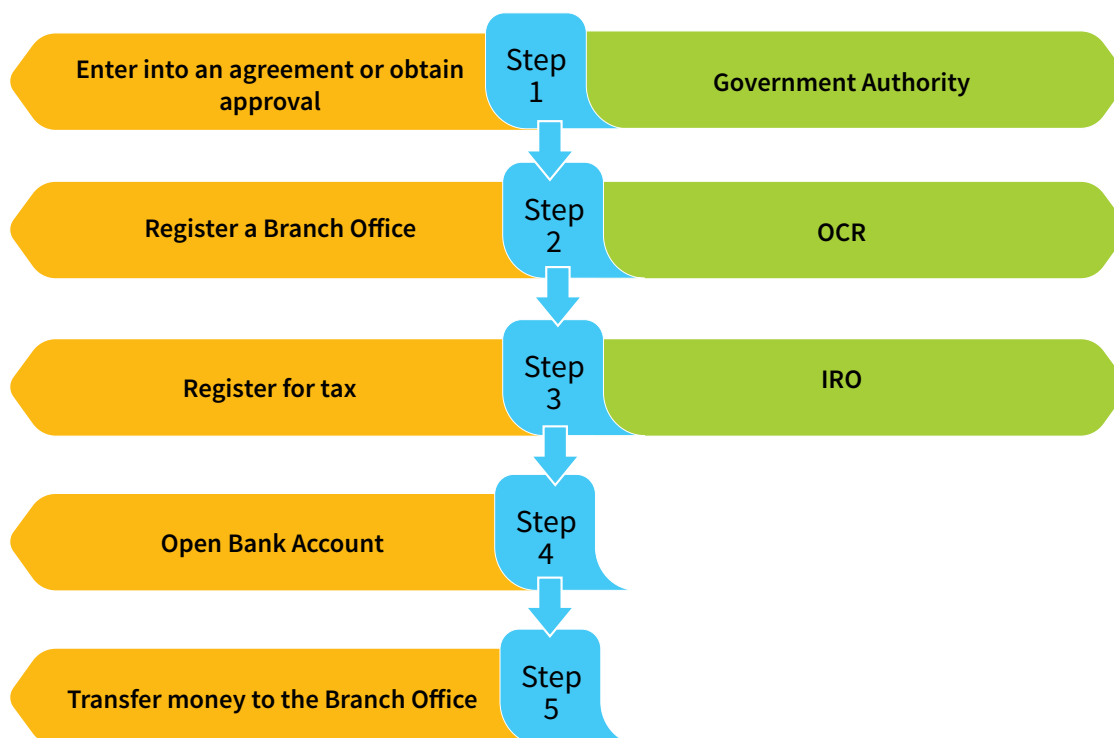 Enter into an agreement or obtain
approval
Step
1
Government Authority
Register a Branch Office
Step
2
OCR
Register for tax
Step
3
IRO
Open Bank Account
Step
4
Transfer money to the Branch Office
Step
5